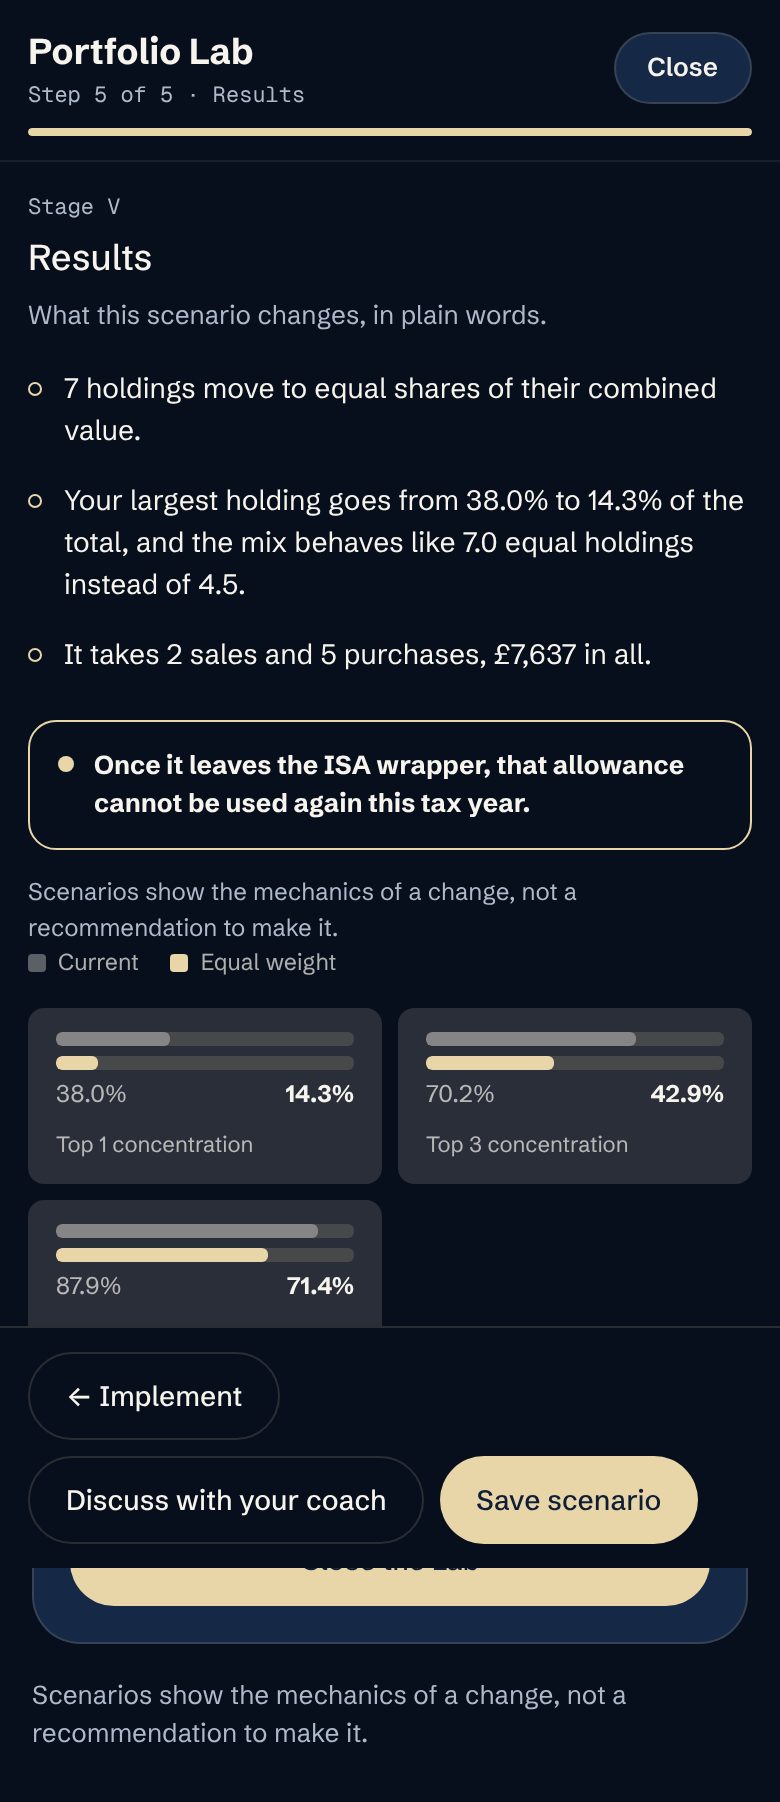 Portfolio Lab
Close
Step 5 of 5 · Results
Stage V
Results
What this scenario changes, in plain words.
7 holdings move to equal shares of their combined
value.
Your largest holding goes from 38.0% to 14.3% of the
total, and the mix behaves like 7.0 equal holdings
instead of 4.5.
It takes 2 sales and 5 purchases, £7,637 in all.
Once it leaves the ISA wrapper, that allowance
cannot be used again this tax year.
Scenarios show the mechanics of a change, not a
recommendation to make it.
Current Equal weight
38.0% 14.3%
Top 1 concentration
70.2% 42.9%
Top 3 concentration
87.9% 71.4%
← Implement
Discuss with your coach
Save scenario
Scenarios show the mechanics of a change, not a
recommendation to make it.